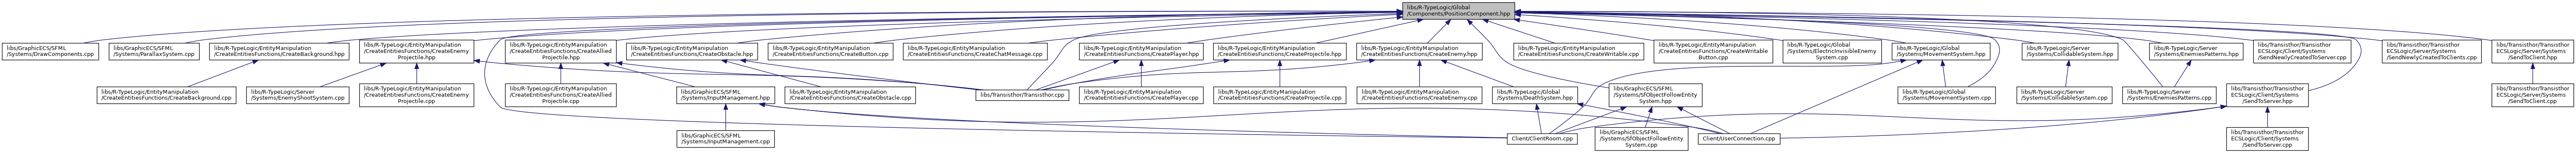 libs/R-TypeLogic/Global
/Components/PositionComponent.hpp
libs/GraphicECS/SFML
/Systems/DrawComponents.cpp
libs/GraphicECS/SFML
/Systems/ParallaxSystem.cpp
libs/R-TypeLogic/EntityManipulation
/CreateEntitiesFunctions/CreateBackground.hpp
libs/R-TypeLogic/EntityManipulation
/CreateEntitiesFunctions/CreateEnemy
Projectile.hpp
libs/R-TypeLogic/EntityManipulation
/CreateEntitiesFunctions/CreateAllied
Projectile.hpp
libs/R-TypeLogic/EntityManipulation
/CreateEntitiesFunctions/CreateObstacle.hpp
libs/R-TypeLogic/EntityManipulation
/CreateEntitiesFunctions/CreateButton.cpp
libs/R-TypeLogic/EntityManipulation
/CreateEntitiesFunctions/CreateChatMessage.cpp
libs/R-TypeLogic/EntityManipulation
/CreateEntitiesFunctions/CreatePlayer.hpp
libs/R-TypeLogic/EntityManipulation
/CreateEntitiesFunctions/CreateProjectile.hpp
libs/R-TypeLogic/EntityManipulation
/CreateEntitiesFunctions/CreateEnemy.hpp
libs/R-TypeLogic/EntityManipulation
/CreateEntitiesFunctions/CreateWritable.cpp
libs/R-TypeLogic/EntityManipulation
/CreateEntitiesFunctions/CreateWritable
Button.cpp
libs/R-TypeLogic/Global
/Systems/ElectricInvisibleEnemy
System.cpp
libs/R-TypeLogic/Global
/Systems/MovementSystem.hpp
libs/R-TypeLogic/Server
/Systems/CollidableSystem.hpp
libs/R-TypeLogic/Server
/Systems/EnemiesPatterns.hpp
libs/Transisthor/Transisthor
ECSLogic/Client/Systems
/SendNewlyCreatedToServer.cpp
libs/Transisthor/Transisthor
ECSLogic/Server/Systems
/SendNewlyCreatedToClients.cpp
libs/Transisthor/Transisthor
ECSLogic/Server/Systems
/SendToClient.hpp
libs/R-TypeLogic/EntityManipulation
/CreateEntitiesFunctions/CreateBackground.cpp
libs/R-TypeLogic/Server
/Systems/EnemyShootSystem.cpp
libs/R-TypeLogic/EntityManipulation
/CreateEntitiesFunctions/CreateEnemy
Projectile.cpp
libs/R-TypeLogic/EntityManipulation
/CreateEntitiesFunctions/CreateAllied
Projectile.cpp
libs/GraphicECS/SFML
/Systems/InputManagement.hpp
libs/R-TypeLogic/EntityManipulation
/CreateEntitiesFunctions/CreateObstacle.cpp
libs/Transisthor/Transisthor.cpp
libs/R-TypeLogic/EntityManipulation
/CreateEntitiesFunctions/CreatePlayer.cpp
libs/R-TypeLogic/EntityManipulation
/CreateEntitiesFunctions/CreateProjectile.cpp
libs/R-TypeLogic/EntityManipulation
/CreateEntitiesFunctions/CreateEnemy.cpp
libs/R-TypeLogic/Global
/Systems/DeathSystem.hpp
libs/GraphicECS/SFML
/Systems/SfObjectFollowEntity
System.hpp
libs/R-TypeLogic/Global
/Systems/MovementSystem.cpp
libs/R-TypeLogic/Server
/Systems/CollidableSystem.cpp
libs/R-TypeLogic/Server
/Systems/EnemiesPatterns.cpp
libs/Transisthor/Transisthor
ECSLogic/Client/Systems
/SendToServer.hpp
libs/Transisthor/Transisthor
ECSLogic/Server/Systems
/SendToClient.cpp
libs/GraphicECS/SFML
/Systems/InputManagement.cpp
Client/ClientRoom.cpp
libs/GraphicECS/SFML
/Systems/SfObjectFollowEntity
System.cpp
Client/UserConnection.cpp
libs/Transisthor/Transisthor
ECSLogic/Client/Systems
/SendToServer.cpp